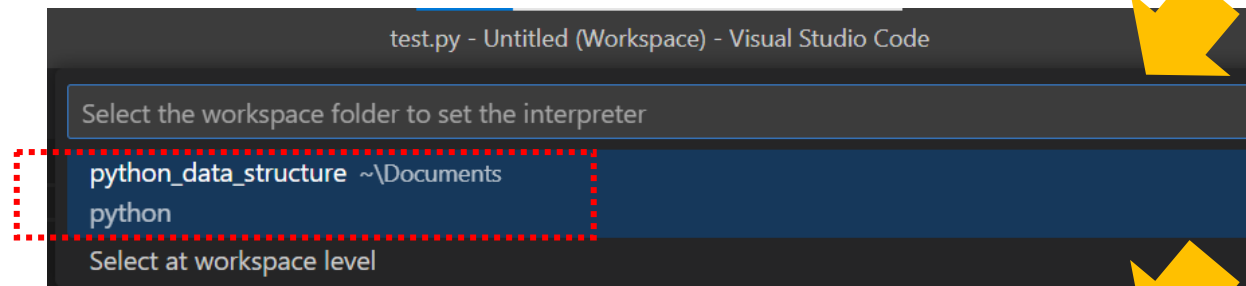 test.py - Untitled (Workspace) - Visual Studio Code
Select the workspace folder to set the interpreter
python_data_structure ~\Documents
python
Select at workspace level